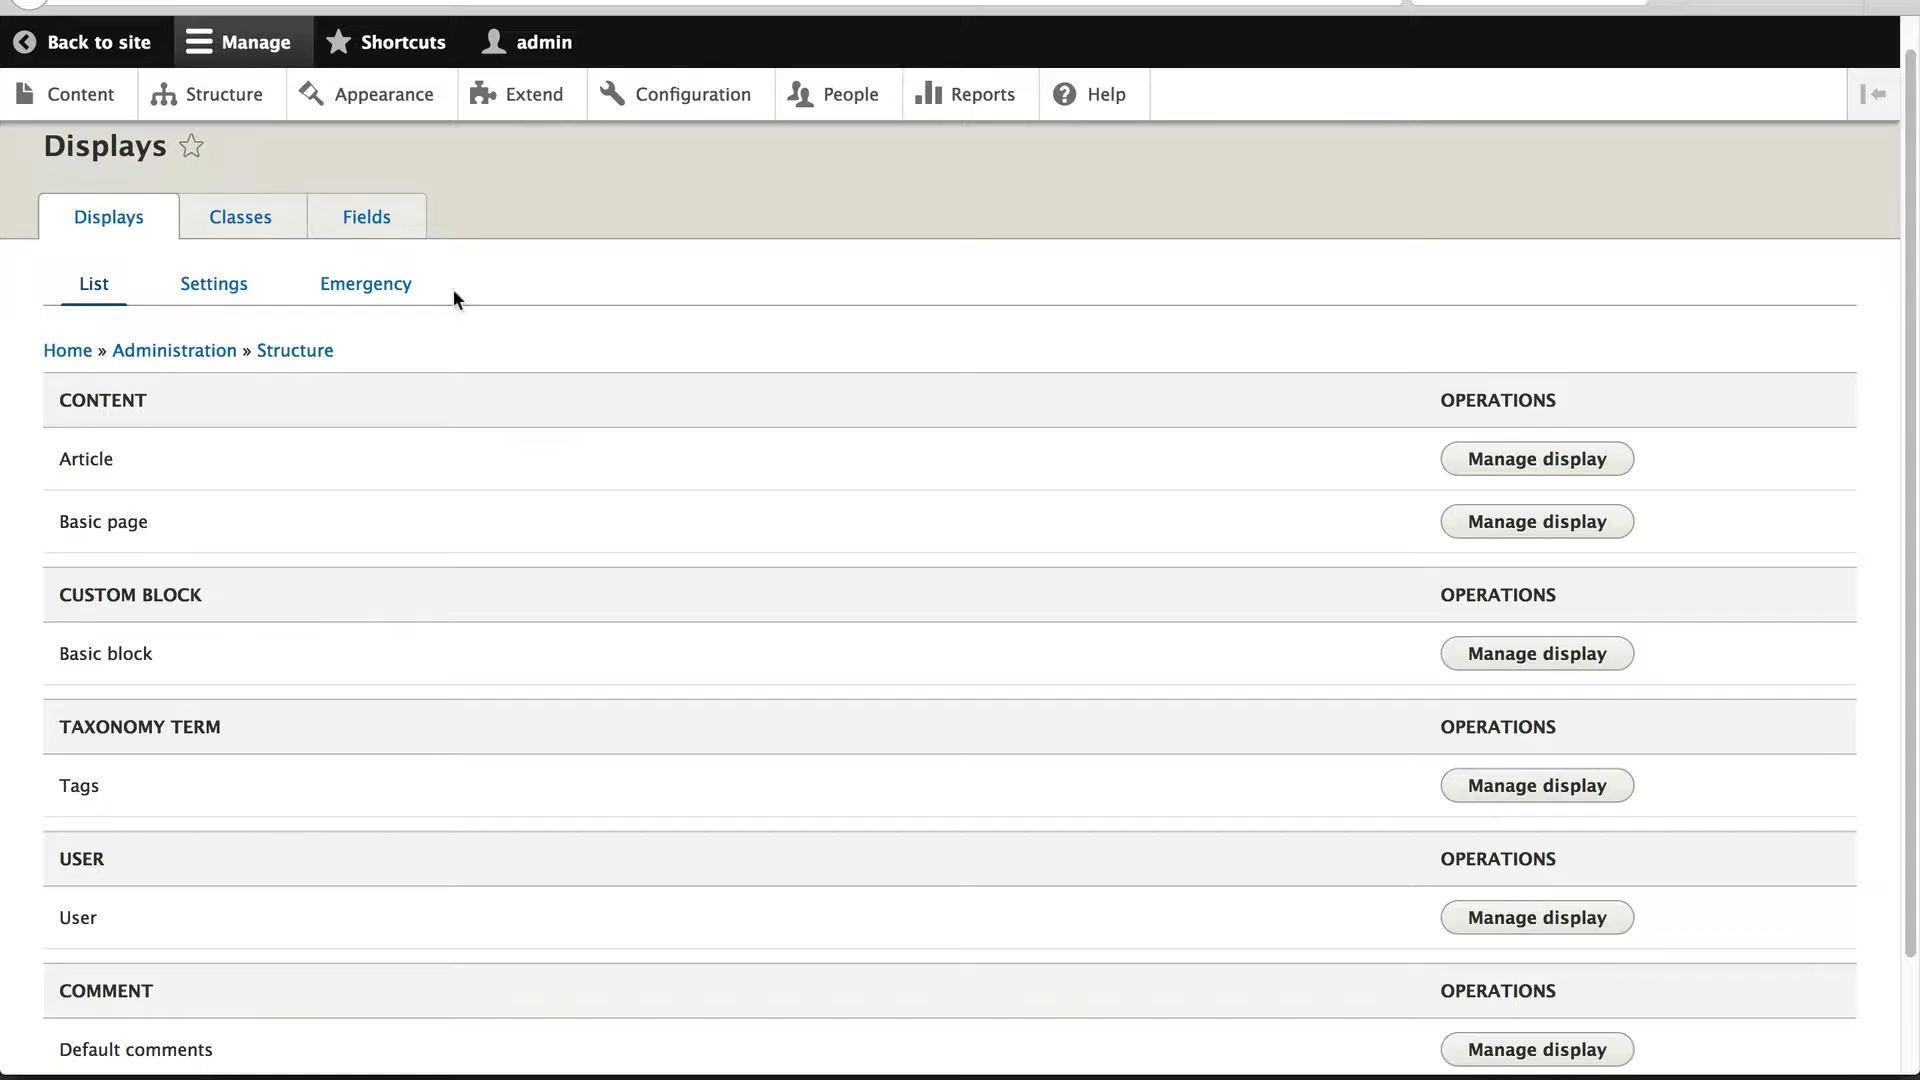 Back to site Manage Shortcuts admin
Content Structure Appearance Extend Configuration People Reports Help
Displays
Displays Classes Fields
List Settings Emergency
Home » Administration » Structure
CONTENT OPERATIONS
Article Manage display
Basic page Manage display
CUSTOM BLOCK OPERATIONS
Basic block Manage display
TAXONOMY TERM OPERATIONS
Tags Manage display
USER OPERATIONS
User Manage display
COMMENT OPERATIONS
Default comments Manage display